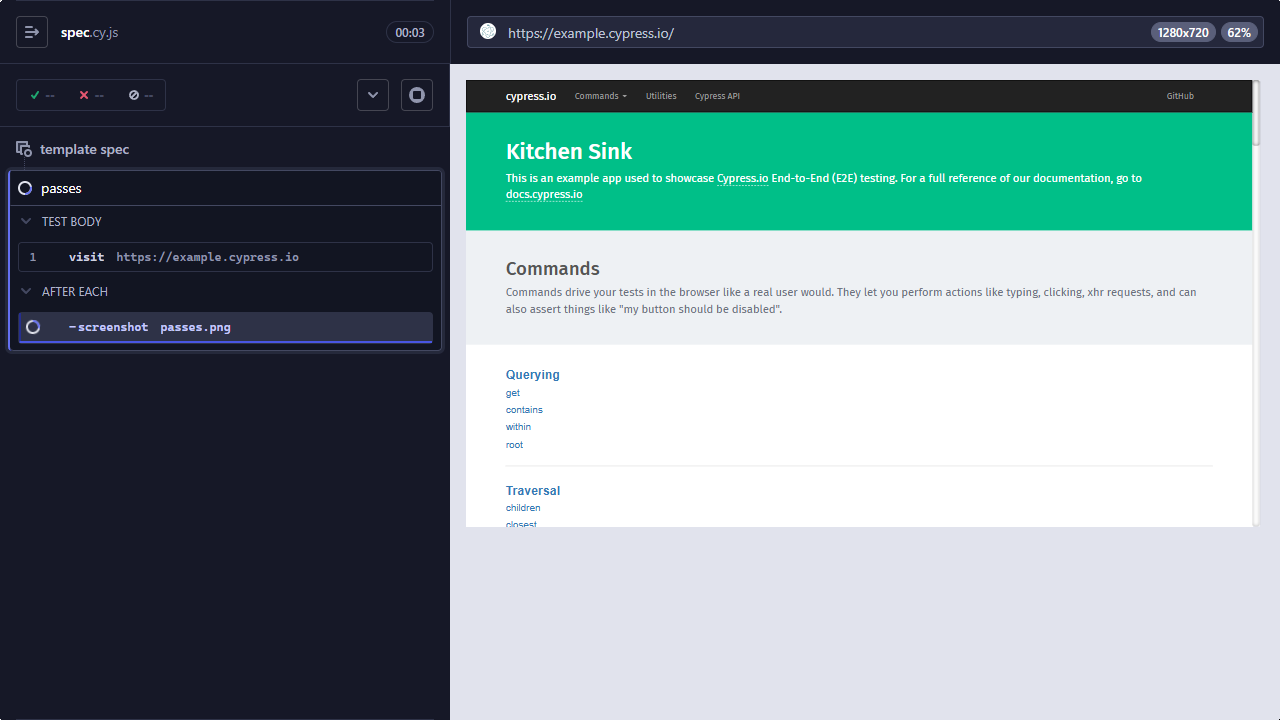 spec.cy.js
00:03
-- -- --
template spec
passes
TEST BODY
1 visit https://example.cypress.io
AFTER EACH
-screenshot passes.png
https://example.cypress.io/
1280x720 62%
cypress.io Commands Utilities Cypress API GitHub
Kitchen Sink
This is an example app used to showcase Cypress.io End-to-End (E2E) testing. For a full reference of our documentation, go to
docs.cypress.io
Commands
Commands drive your tests in the browser like a real user would. They let you perform actions like typing, clicking, xhr requests, and can
also assert things like "my button should be disabled".
Querying
get
contains
within
root
Traversal
children
closest